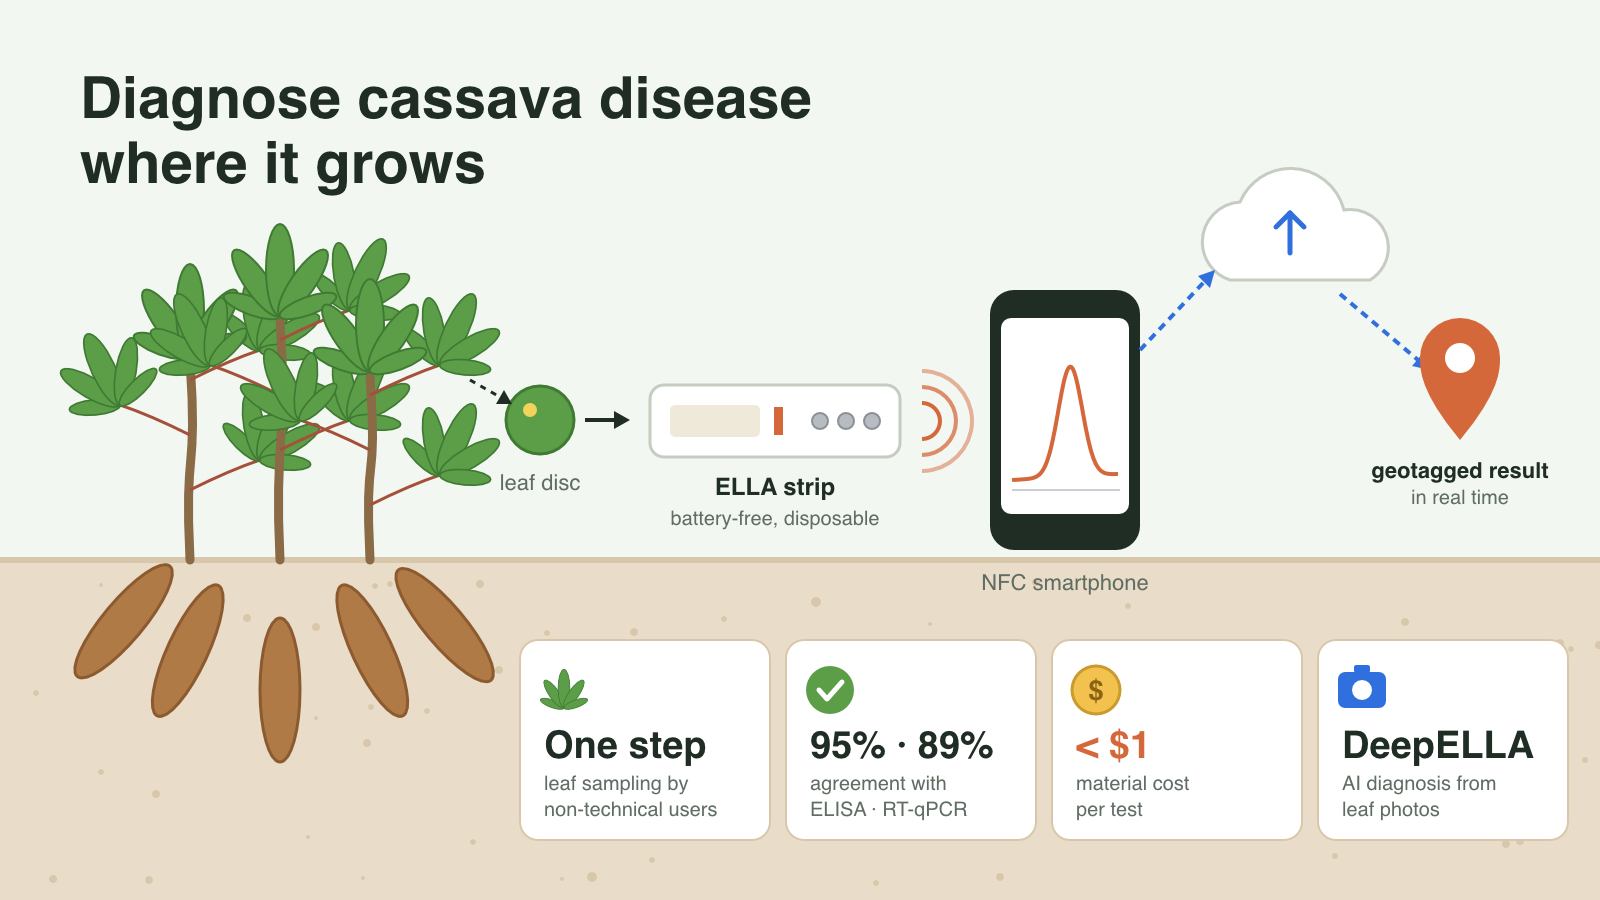 Diagnose cassava disease
where it grows
leaf disc
ELLA strip
battery-free, disposable
NFC smartphone
geotagged result
in real time
One step
leaf sampling by
non-technical users
95% · 89%
agreement with
ELISA · RT-qPCR
$
< $1
material cost
per test
DeepELLA
AI diagnosis from
leaf photos